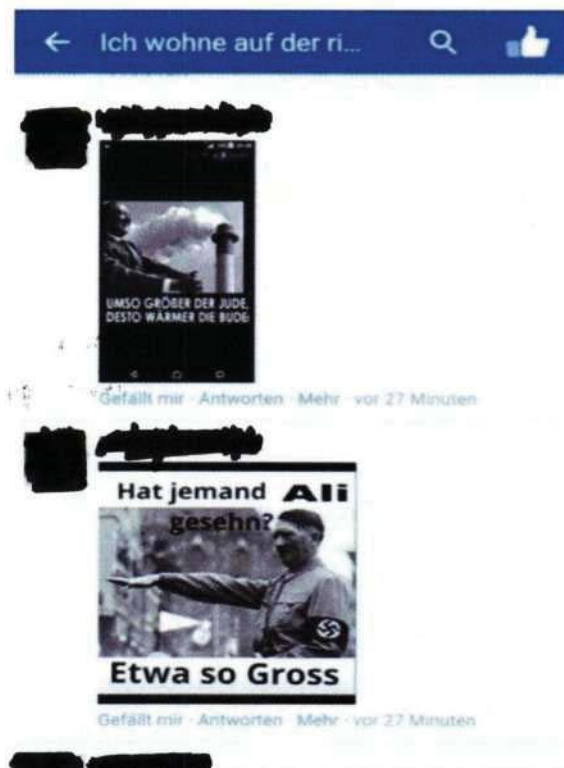 Ich wohne auf der ri...
UMSO GRÖßER DER JUDE,
DESTO WÄRMER DIE BUDE
Gefällt mir · Antworten · Mehr · vor 27 Minuten
Hat jemand Ali
gesehn?
Etwa so Gross
Gefällt mir · Antworten · Mehr · vor 27 Minuten